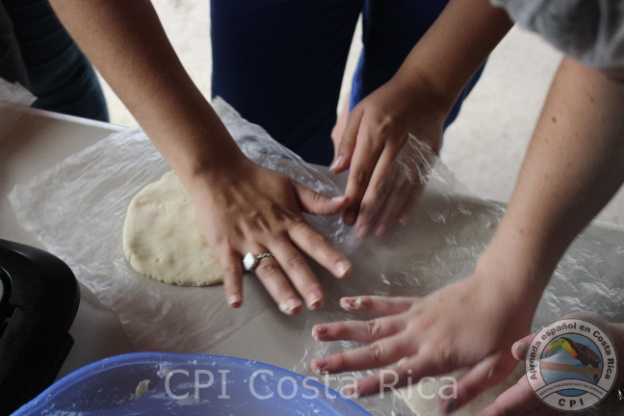 Aprenda español en Costa Rica
CPI
CPI Costa Rica